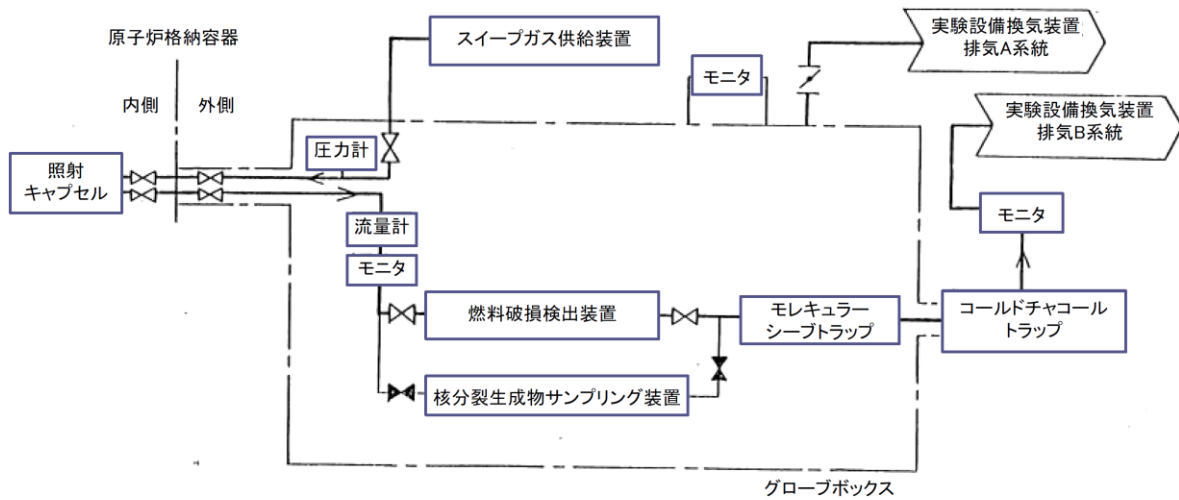 原子炉格納容器
内側
外側
スイープガス供給装置
実験設備換気装置
排気A系統
モニタ
実験設備換気装置
排気B系統
圧力計
照射
キャプセル
流量計
モニタ
モニタ
燃料破損検出装置
モレキュラー
シーブトラップ
コールドチャコール
トラップ
核分裂生成物サンプリング装置
グローブボックス